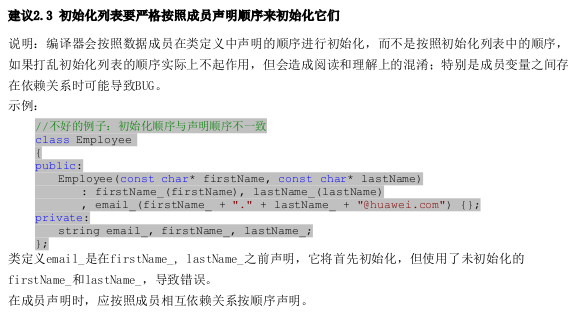 建议2.3 初始化列表要严格按照成员声明顺序来初始化它们
说明：编译器会按照数据成员在类定义中声明的顺序进行初始化，而不是按照初始化列表中的顺序，
如果打乱初始化列表的顺序实际上不起作用，但会造成阅读和理解上的混淆；特别是成员变量之间存
在依赖关系时可能导致BUG。
示例：
//不好的例子：初始化顺序与声明顺序不一致
class Employee
{
public:
Employee(const char* firstName, const char* lastName)
: firstName_(firstName), lastName_(lastName)
, email_(firstName_ + "." + lastName_ + "@huawei.com") {};
private:
string email_, firstName_, lastName_;
};
类定义email_是在firstName_, lastName_之前声明，它将首先初始化，但使用了未初始化的
firstName_和lastName_，导致错误。
在成员声明时，应按照成员相互依赖关系按顺序声明。